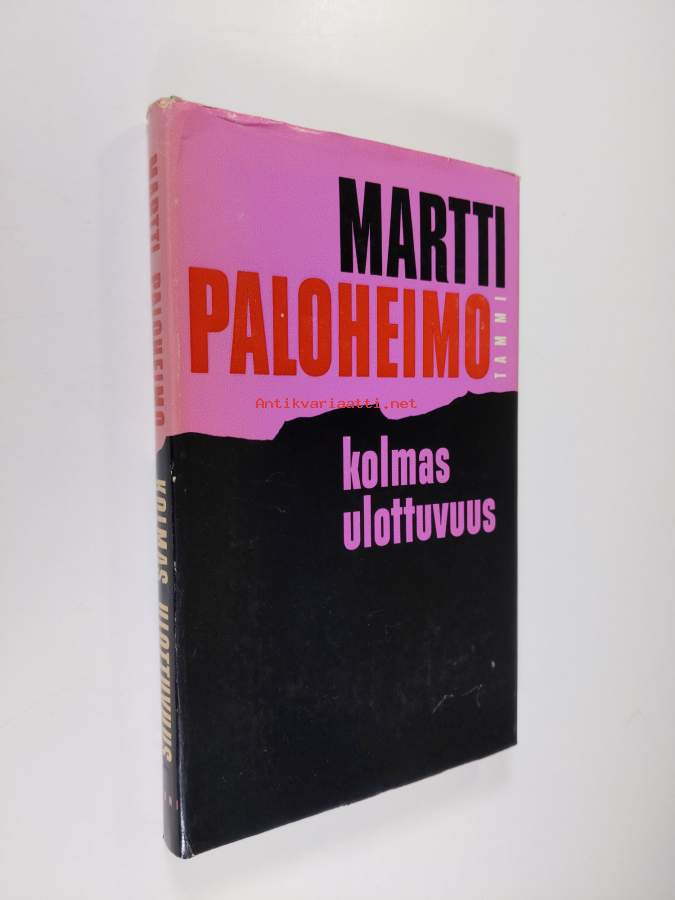 MARTTI
PALOHEIMO
TAMMI
Antikvariaatti.net
kolmas
ulottuvuus
MARTTI PALOHEIMO KOLMAS ULOTTUVUUS